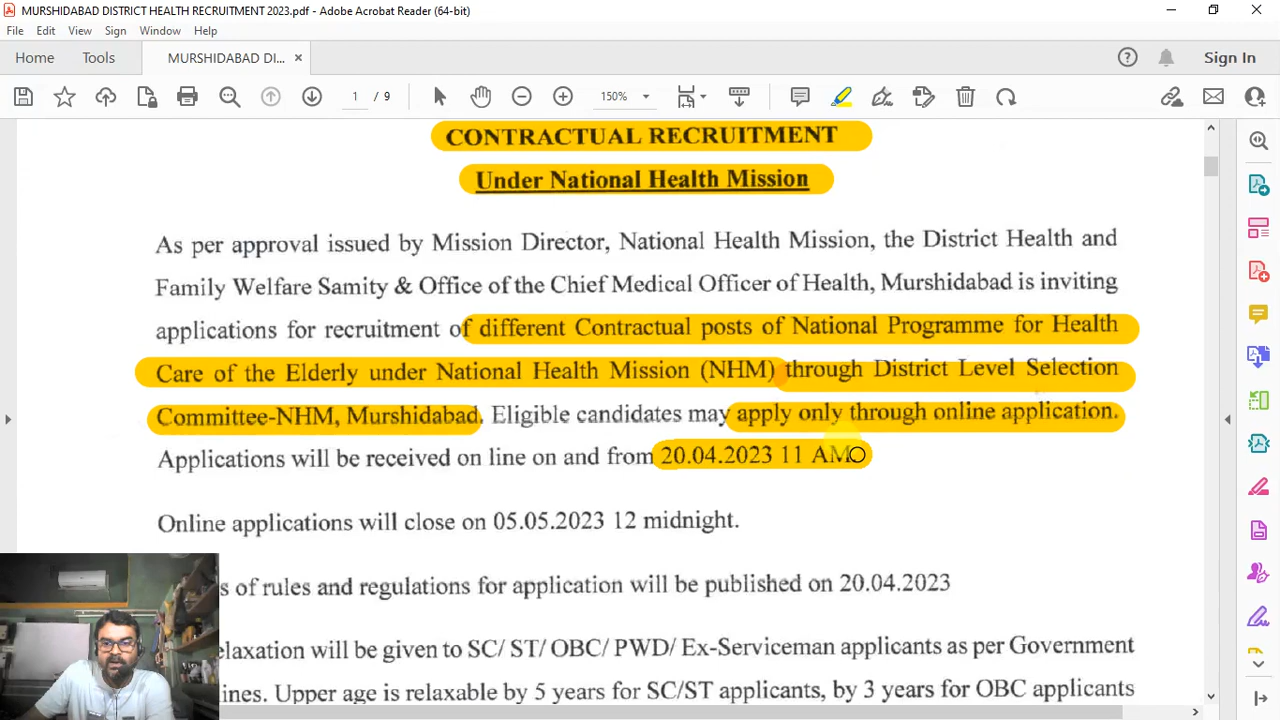 MURSHIDABAD DISTRICT HEALTH RECRUITMENT 2023.pdf - Adobe Acrobat Reader (64-bit)
File Edit View Sign Window Help
Home Tools MURSHIDABAD DI... × Sign In
1 / 9 150%
CONTRACTUAL RECRUITMENT
Under National Health Mission
As per approval issued by Mission Director, National Health Mission, the District Health and
Family Welfare Samity & Office of the Chief Medical Officer of Health, Murshidabad is inviting
applications for recruitment of different Contractual posts of National Programme for Health
Care of the Elderly under National Health Mission (NHM) through District Level Selection
Committee-NHM, Murshidabad. Eligible candidates may apply only through online application.
Applications will be received on line on and from 20.04.2023 11 AM
Online applications will close on 05.05.2023 12 midnight.
s of rules and regulations for application will be published on 20.04.2023
elaxation will be given to SC/ ST/ OBC/ PWD/ Ex-Serviceman applicants as per Government
lines. Upper age is relaxable by 5 years for SC/ST applicants, by 3 years for OBC applicants